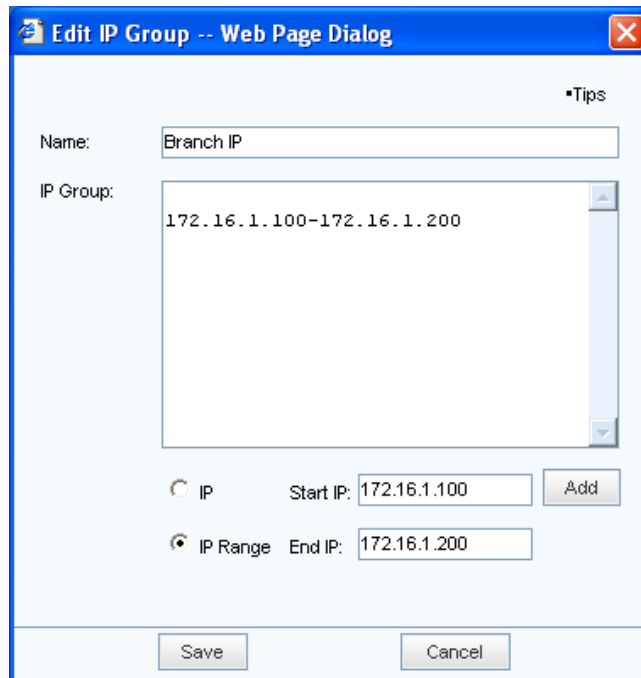 Edit IP Group -- Web Page Dialog
▪Tips
Name: Branch IP
IP Group:
172.16.1.100-172.16.1.200
IP Start IP: 172.16.1.100 Add
IP Range End IP: 172.16.1.200
Save Cancel